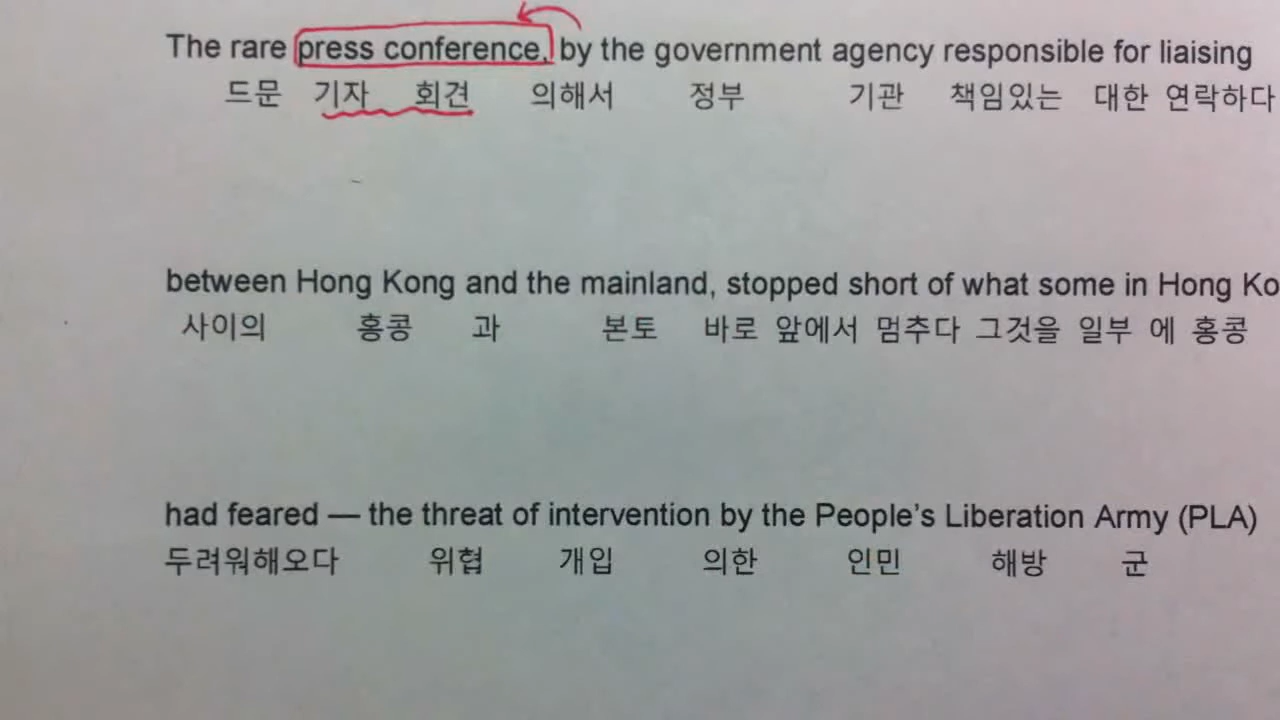 The rare press conference, by the government agency responsible for liaising
드문 기자 회견 의해서 정부 기관 책임있는 대한 연락하다
between Hong Kong and the mainland, stopped short of what some in Hong Ko
사이의 홍콩 과 본토 바로 앞에서 멈추다 그것을 일부 에 홍콩
had feared — the threat of intervention by the People’s Liberation Army (PLA)
두려워해오다 위협 개입 의한 인민 해방 군